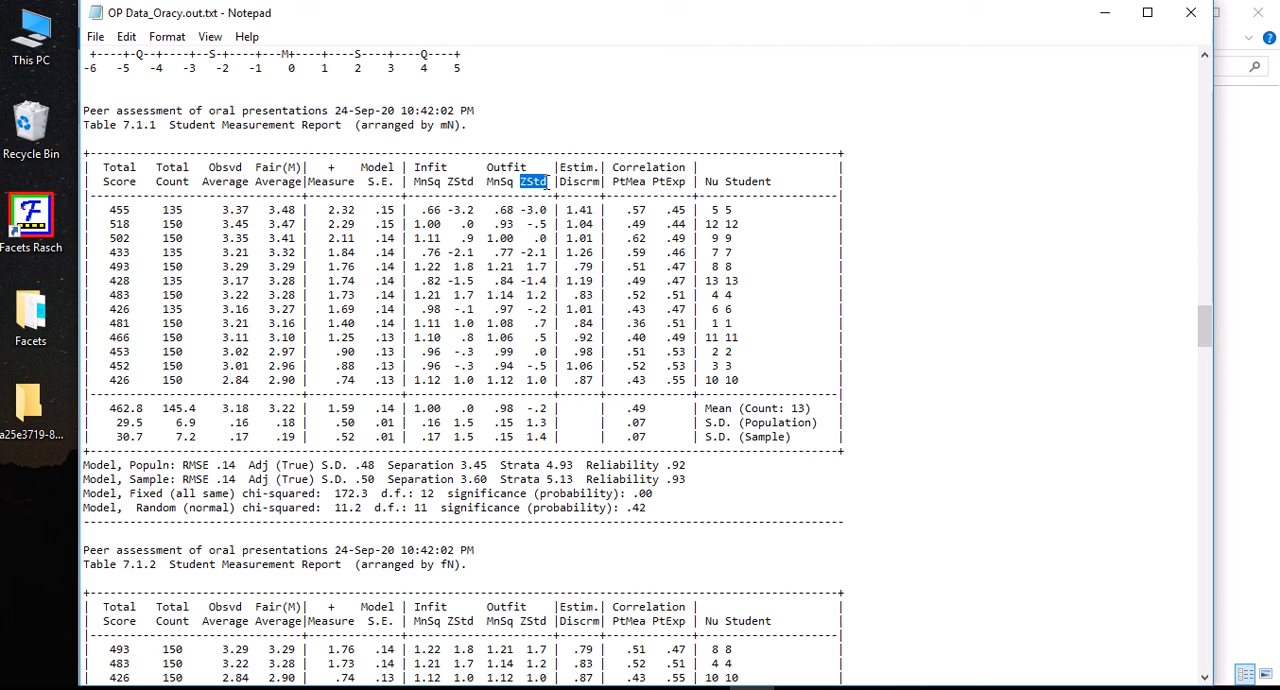 OP Data_Oracy.out.txt - Notepad
File Edit Format View Help
This PC
Recycle Bin
Facets Rasch
Facets
a25e3719-8...
+----+-Q--+----+-S--+----+---M+----+----S----+----+---Q----+
-6 -5 -4 -3 -2 -1 0 1 2 3 4 5
Peer assessment of oral presentations 24-Sep-20 10:42:02 PM
Table 7.1.1 Student Measurement Report (arranged by mN).
| Total Total Obsvd Fair(M)| + Model | Infit Outfit |Estim.| Correlation | |
| Score Count Average Average|Measure S.E. | MnSq ZStd MnSq ZStd |Discrm| PtMea PtExp | Nu Student |
| 455 135 3.37 3.48 | 2.32 .15 | .66 -3.2 .68 -3.0 | 1.41 | .57 .45 | 5 5 |
| 518 150 3.45 3.47 | 2.29 .15 | 1.00 .0 .93 -.5 | 1.04 | .49 .44 | 12 12 |
| 502 150 3.35 3.41 | 2.11 .14 | 1.11 .9 1.00 .0 | 1.01 | .62 .49 | 9 9 |
| 433 135 3.21 3.32 | 1.84 .14 | .76 -2.1 .77 -2.1 | 1.26 | .59 .46 | 7 7 |
| 493 150 3.29 3.29 | 1.76 .14 | 1.22 1.8 1.21 1.7 | .79 | .51 .47 | 8 8 |
| 428 135 3.17 3.28 | 1.74 .14 | .82 -1.5 .84 -1.4 | 1.19 | .49 .47 | 13 13 |
| 483 150 3.22 3.28 | 1.73 .14 | 1.21 1.7 1.14 1.2 | .83 | .52 .51 | 4 4 |
| 426 135 3.16 3.27 | 1.69 .14 | .98 -.1 .97 -.2 | 1.01 | .43 .47 | 6 6 |
| 481 150 3.21 3.16 | 1.40 .14 | 1.11 1.0 1.08 .7 | .84 | .36 .51 | 1 1 |
| 466 150 3.11 3.10 | 1.25 .13 | 1.10 .8 1.06 .5 | .92 | .40 .49 | 11 11 |
| 453 150 3.02 2.97 | .90 .13 | .96 -.3 .99 .0 | .98 | .51 .53 | 2 2 |
| 452 150 3.01 2.96 | .88 .13 | .96 -.3 .94 -.5 | 1.06 | .52 .53 | 3 3 |
| 426 150 2.84 2.90 | .74 .13 | 1.12 1.0 1.12 1.0 | .87 | .43 .55 | 10 10 |
| 462.8 145.4 3.18 3.22 | 1.59 .14 | 1.00 .0 .98 -.2 | | .49 | Mean (Count: 13) |
| 29.5 6.9 .16 .18 | .50 .01 | .16 1.5 .15 1.3 | | .07 | S.D. (Population) |
| 30.7 7.2 .17 .19 | .52 .01 | .17 1.5 .15 1.4 | | .07 | S.D. (Sample) |
Model, Populn: RMSE .14 Adj (True) S.D. .48 Separation 3.45 Strata 4.93 Reliability .92
Model, Sample: RMSE .14 Adj (True) S.D. .50 Separation 3.60 Strata 5.13 Reliability .93
Model, Fixed (all same) chi-squared: 172.3 d.f.: 12 significance (probability): .00
Model, Random (normal) chi-squared: 11.2 d.f.: 11 significance (probability): .42
Peer assessment of oral presentations 24-Sep-20 10:42:02 PM
Table 7.1.2 Student Measurement Report (arranged by fN).
| Total Total Obsvd Fair(M)| + Model | Infit Outfit |Estim.| Correlation | |
| Score Count Average Average|Measure S.E. | MnSq ZStd MnSq ZStd |Discrm| PtMea PtExp | Nu Student |
| 493 150 3.29 3.29 | 1.76 .14 | 1.22 1.8 1.21 1.7 | .79 | .51 .47 | 8 8 |
| 483 150 3.22 3.28 | 1.73 .14 | 1.21 1.7 1.14 1.2 | .83 | .52 .51 | 4 4 |
| 426 150 2.84 2.90 | .74 .13 | 1.12 1.0 1.12 1.0 | .87 | .43 .55 | 10 10 |